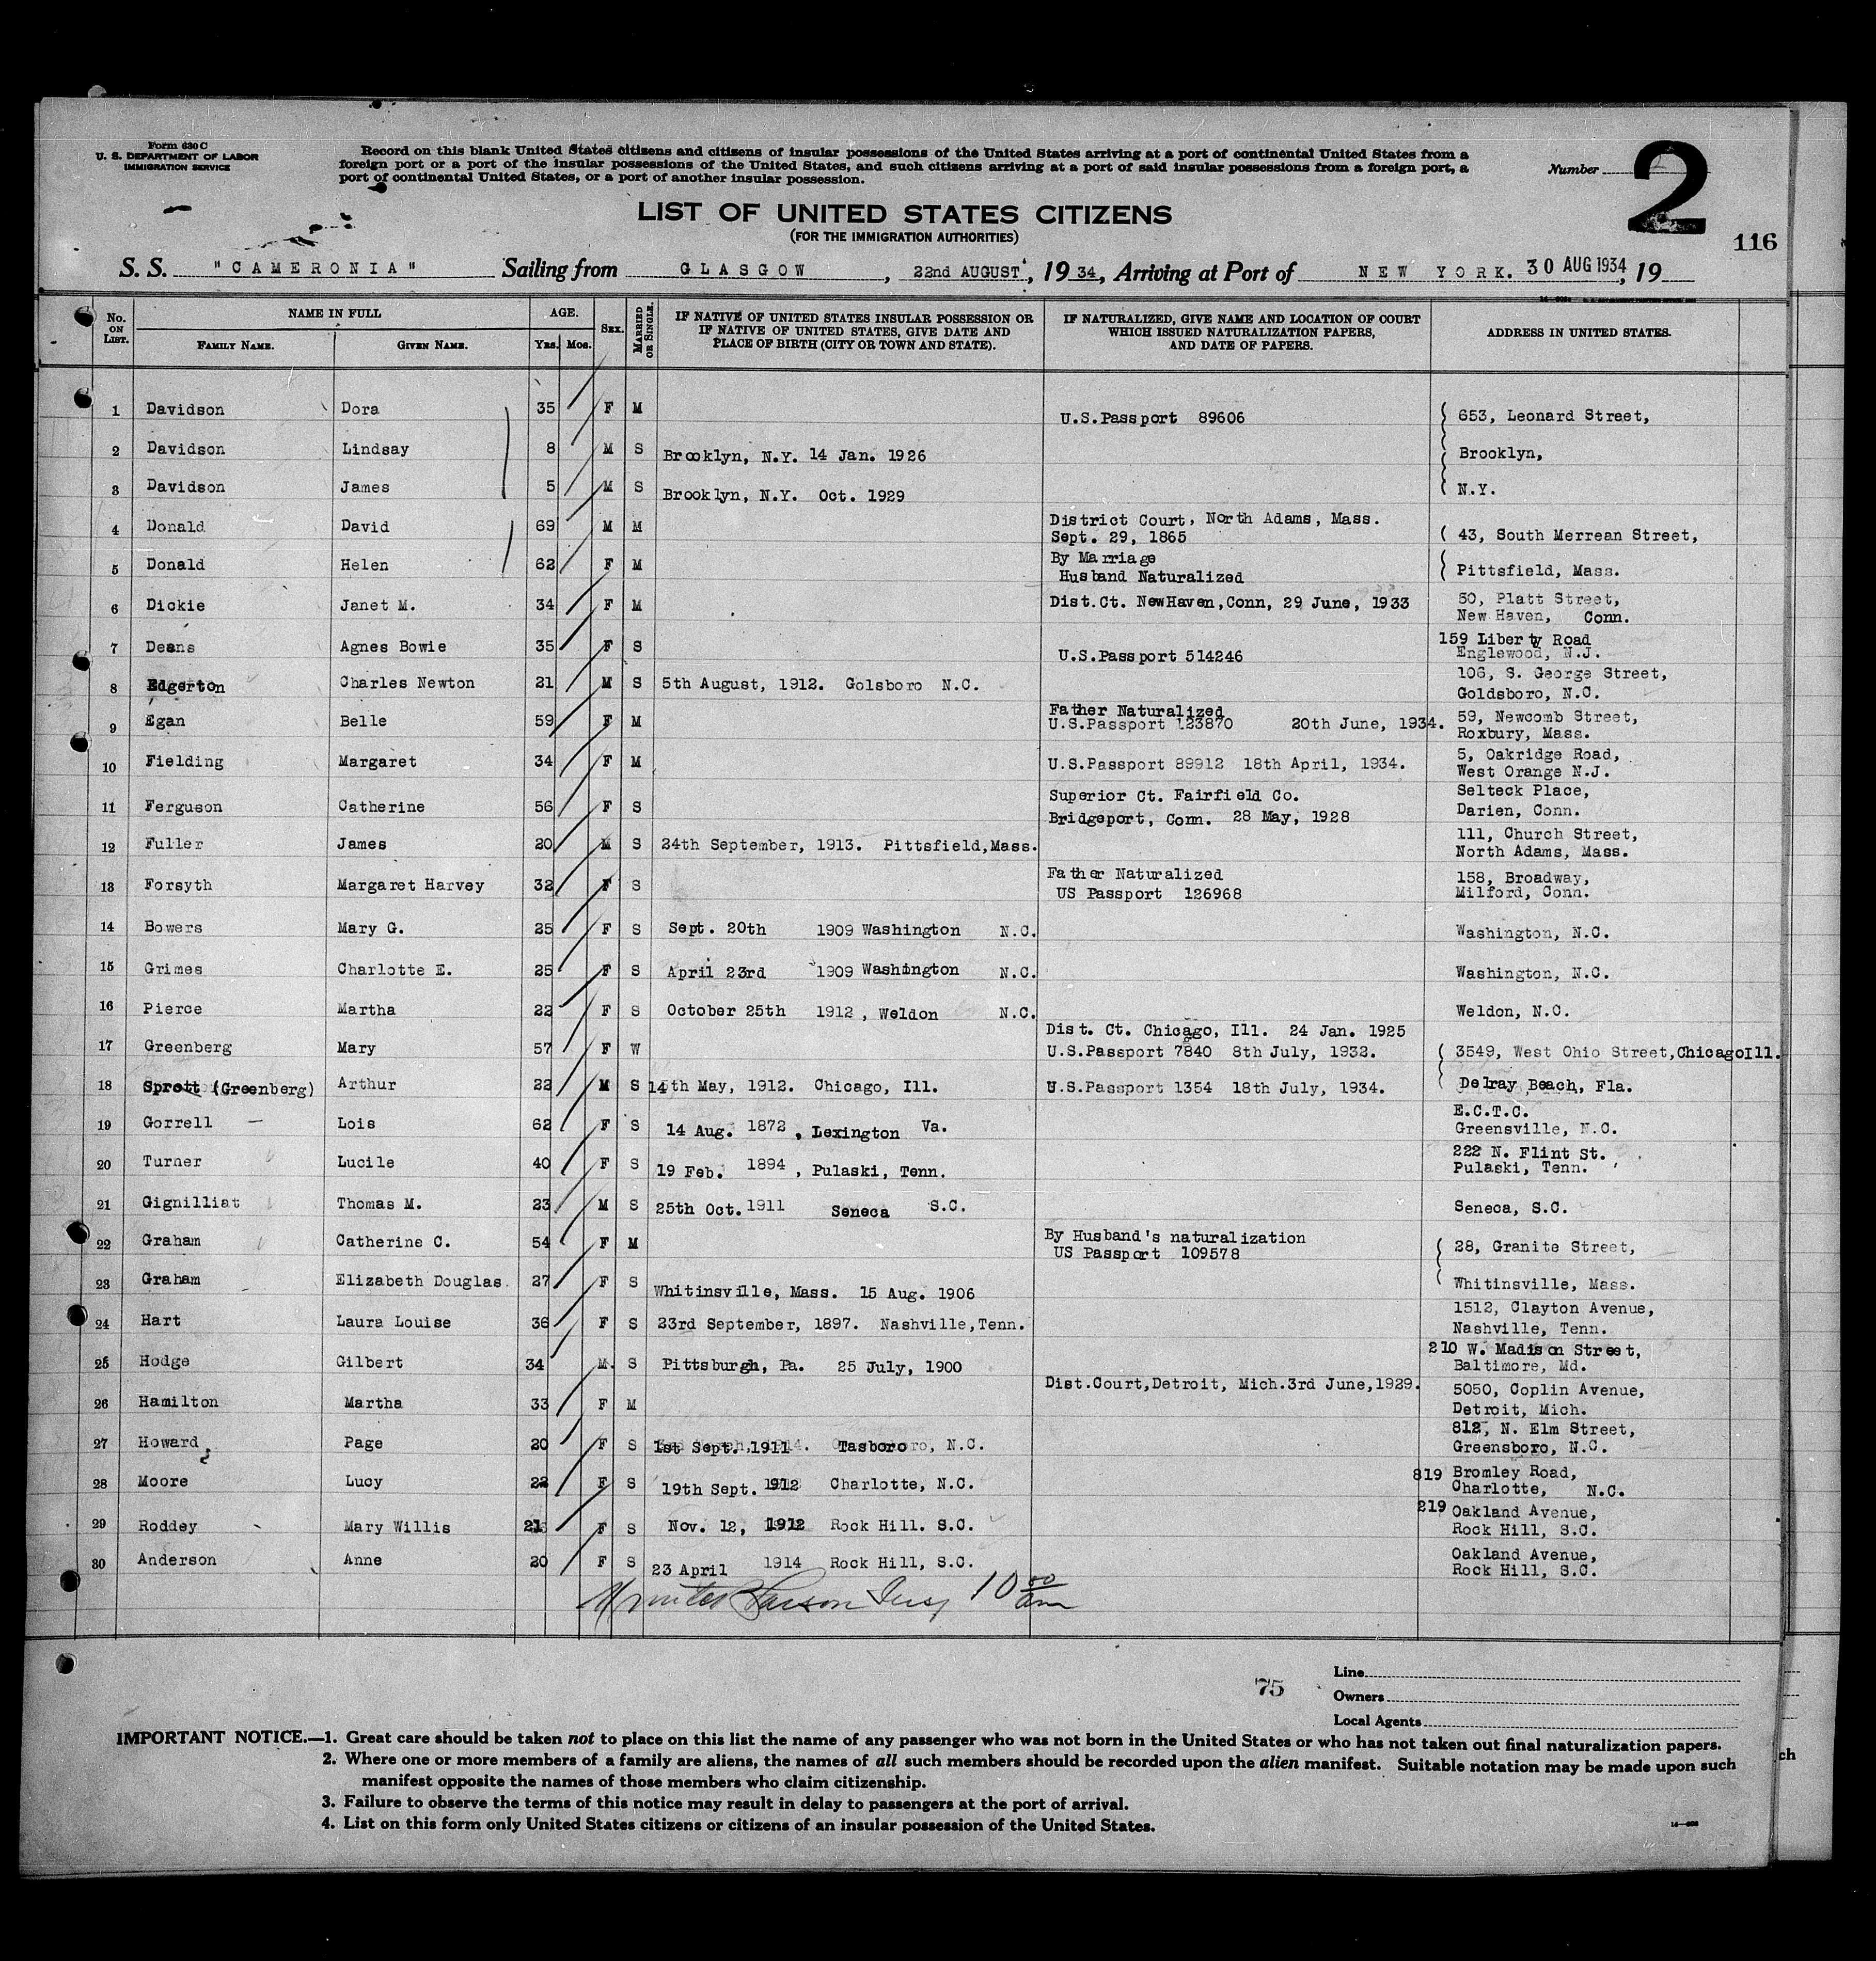 Form 630 C
U. S. DEPARTMENT OF LABOR
IMMIGRATION SERVICE
Record on this blank United States citizens and citizens of insular possessions of the United States arriving at a port of continental United States from a
foreign port or a port of the insular possessions of the United States, and such citizens arriving at a port of said insular possessions from a foreign port, a
port of continental United States, or a port of another insular possession.
Number 2
LIST OF UNITED STATES CITIZENS
(FOR THE IMMIGRATION AUTHORITIES)
116
S. S. "CAMERONIA" Sailing from GLASGOW, 22nd AUGUST, 1934, Arriving at Port of NEW YORK. 30 AUG 1934, 19
No. ON LIST. NAME IN FULL FAMILY NAME. GIVEN NAME. AGE. YRS. MOS. SEX. MARRIED OR SINGLE. IF NATIVE OF UNITED STATES INSULAR POSSESSION OR IF NATIVE OF UNITED STATES, GIVE DATE AND PLACE OF BIRTH (CITY OR TOWN AND STATE). IF NATURALIZED, GIVE NAME AND LOCATION OF COURT WHICH ISSUED NATURALIZATION PAPERS, AND DATE OF PAPERS. ADDRESS IN UNITED STATES.
1 Davidson Dora 35 F M U.S.Passport 89606 653, Leonard Street,
2 Davidson Lindsay 8 M S Brooklyn, N.Y. 14 Jan. 1926 Brooklyn,
3 Davidson James 5 M S Brooklyn, N.Y. Oct. 1929 N.Y.
4 Donald David 69 M M District Court, North Adams, Mass. Sept. 29, 1865 43, South Merrean Street,
5 Donald Helen 62 F M By Marriage Husband Naturalized Pittsfield, Mass.
6 Dickie Janet M. 34 F M Dist.Ct. NewHaven,Conn, 29 June, 1933 50, Platt Street, New Haven, Conn.
7 Deans Agnes Bowie 35 F S U.S.Passport 514246 159 Liberty Road Englewood, N.J.
8 Edgerton Charles Newton 21 M S 5th August, 1912. Golsboro N.C. 106, S. George Street, Goldsboro, N.C.
9 Egan Belle 59 F M Father Naturalized U.S.Passport 123870 20th June, 1934. 59, Newcomb Street, Roxbury, Mass.
10 Fielding Margaret 34 F M U.S.Passport 89912 18th April, 1934. 5, Oakridge Road, West Orange N.J.
11 Ferguson Catherine 56 F S Superior Ct. Fairfield Co. Bridgeport, Conn. 28 May, 1928 Selteck Place, Darien, Conn.
12 Fuller James 20 M S 24th September, 1913. Pittsfield,Mass. 111, Church Street, North Adams, Mass.
13 Forsyth Margaret Harvey 32 F S Father Naturalized US Passport 126968 158, Broadway, Milford, Conn.
14 Bowers Mary G. 25 F S Sept. 20th 1909 Washington N.C. Washington, N.C.
15 Grimes Charlotte E. 25 F S April 23rd 1909 Washington N.C. Washington, N.C.
16 Pierce Martha 22 F S October 25th 1912, Weldon N.C. Weldon, N.C.
17 Greenberg Mary 57 F W Dist. Ct. Chicago, Ill. 24 Jan. 1925 U.S.Passport 7840 8th July, 1932. 3549, West Ohio Street,ChicagoIll.
18 Sprott (Greenberg) Arthur 22 M S 14th May, 1912. Chicago, Ill. U.S.Passport 1354 18th July, 1934. Delray Beach, Fla.
19 Gorrell Lois 62 F S 14 Aug. 1872, Lexington Va. E.C.T.C. Greensville, N.C.
20 Turner Lucile 40 F S 19 Feb. 1894, Pulaski, Tenn. 222 N. Flint St. Pulaski, Tenn.
21 Gignilliat Thomas M. 23 M S 25th Oct. 1911 Seneca S.C. Seneca, S.C.
22 Graham Catherine C. 54 F M By Husband's naturalization US Passport 109578 28, Granite Street,
23 Graham Elizabeth Douglas. 27 F S Whitinsville, Mass. 15 Aug. 1906 Whitinsville, Mass.
24 Hart Laura Louise 36 F S 23rd September, 1897. Nashville,Tenn. 1512, Clayton Avenue, Nashville, Tenn.
25 Hodge Gilbert 34 M. S Pittsburgh, Pa. 25 July, 1900 210 W. Madison Street, Baltimore, Md.
26 Hamilton Martha 33 F M Dist.Court,Detroit, Mich.3rd June,1929. 5050, Coplin Avenue, Detroit, Mich.
27 Howard Page 20 F S 1st Sept. 1911 Tasboro, N.C. 812, N. Elm Street, Greensboro, N.C.
28 Moore Lucy 22 F S 19th Sept. 1912 Charlotte, N.C. 819 Bromley Road, Charlotte, N.C.
29 Roddey Mary Willis 21 F S Nov. 12, 1912 Rock Hill. S.C. 219 Oakland Avenue, Rock Hill, S.C.
30 Anderson Anne 20 F S 23 April 1914 Rock Hill, S.C. Oakland Avenue, Rock Hill, S.C.
10 50 am
75
Line
Owners
Local Agents
IMPORTANT NOTICE.—1. Great care should be taken not to place on this list the name of any passenger who was not born in the United States or who has not taken out final naturalization papers.
2. Where one or more members of a family are aliens, the names of all such members should be recorded upon the alien manifest. Suitable notation may be made upon such
manifest opposite the names of those members who claim citizenship.
3. Failure to observe the terms of this notice may result in delay to passengers at the port of arrival.
4. List on this form only United States citizens or citizens of an insular possession of the United States.
ch